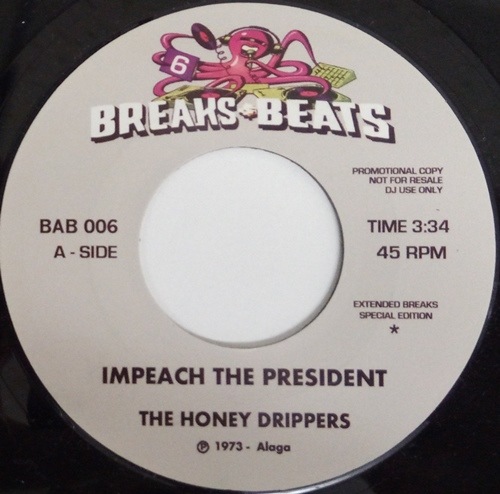 6
BREAKS & BEATS
PROMOTIONAL COPY
NOT FOR RESALE
DJ USE ONLY
BAB 006
A - SIDE
TIME 3:34
45 RPM
EXTENDED BREAKS
SPECIAL EDITION
*
IMPEACH THE PRESIDENT
THE HONEY DRIPPERS
℗ 1973 - Alaga